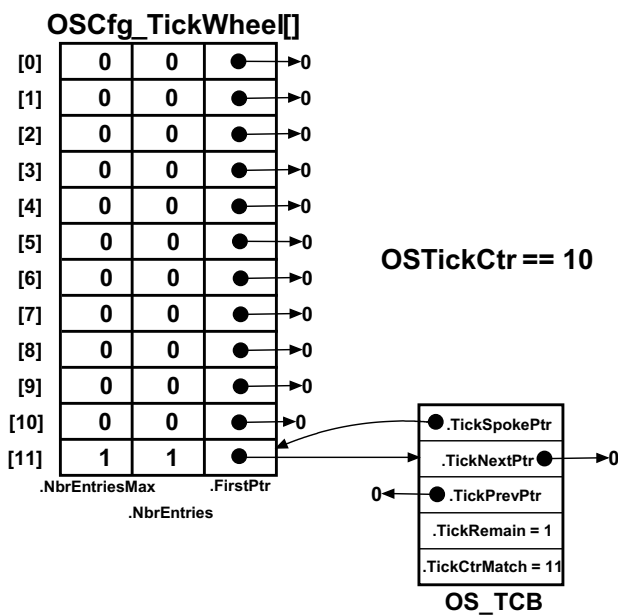 OSCfg_TickWheel[]
[0] 0 0 0
[1] 0 0 0
[2] 0 0 0
[3] 0 0 0
[4] 0 0 0
[5] 0 0 0
[6] 0 0 0
[7] 0 0 0
[8] 0 0 0
[9] 0 0 0
[10] 0 0 0
[11] 1 1
.NbrEntriesMax .FirstPtr
.NbrEntries
OSTickCtr == 10
.TickSpokePtr
.TickNextPtr 0
0 .TickPrevPtr
.TickRemain = 1
.TickCtrMatch = 11
OS_TCB